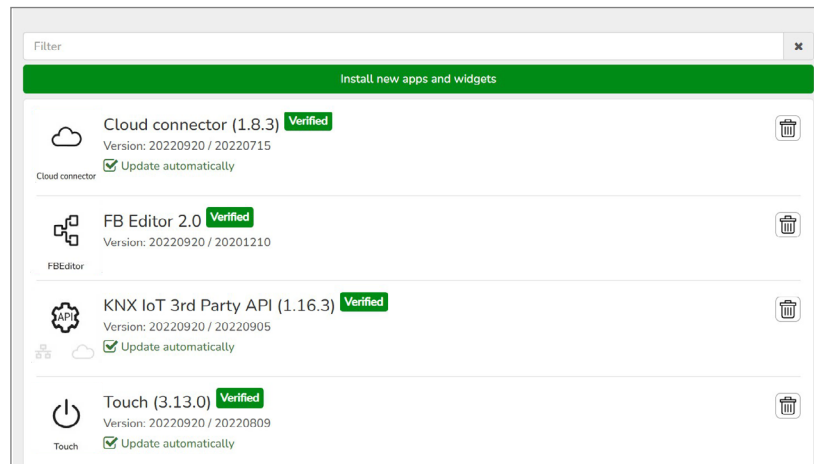 Filter
Install new apps and widgets
Cloud connector (1.8.3) Verified
Version: 20220920 / 20220715
Update automatically
Cloud connector
FB Editor 2.0 Verified
Version: 20220920 / 20201210
FBEditor
KNX IoT 3rd Party API (1.16.3) Verified
API
Version: 20220920 / 20220905
Update automatically
Touch (3.13.0) Verified
Version: 20220920 / 20220809
Update automatically
Touch